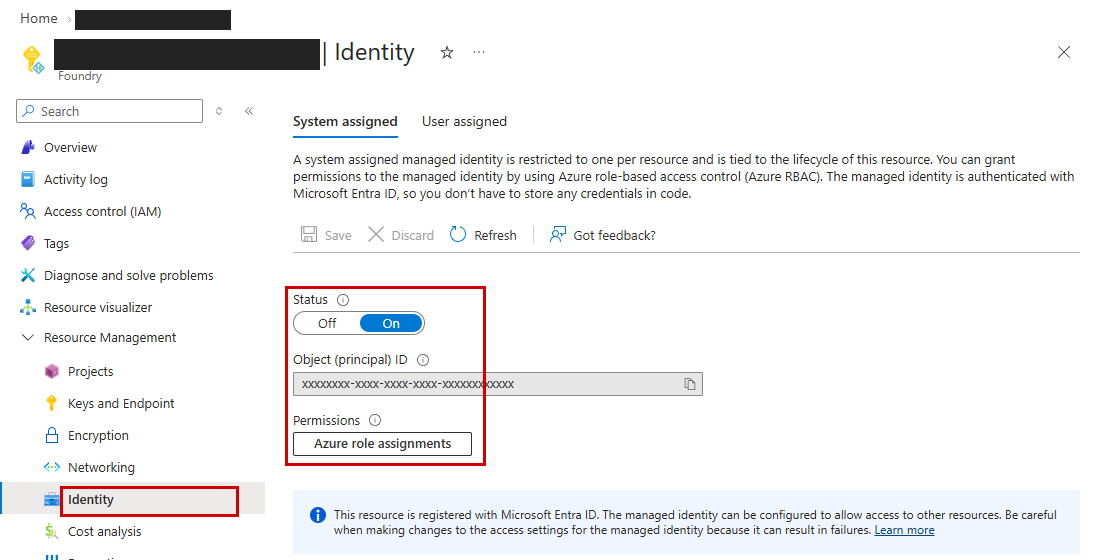 Home
| Identity
Foundry
Search
System assigned
User assigned
Overview
Activity log
Access control (IAM)
Tags
Diagnose and solve problems
Resource visualizer
Resource Management
Projects
Keys and Endpoint
Encryption
Networking
Identity
Cost analysis
A system assigned managed identity is restricted to one per resource and is tied to the lifecycle of this resource. You can grant
permissions to the managed identity by using Azure role-based access control (Azure RBAC). The managed identity is authenticated with
Microsoft Entra ID, so you don’t have to store any credentials in code.
Save Discard Refresh Got feedback?
Status
Off On
Object (principal) ID
xxxxxxxx-xxxx-xxxx-xxxx-xxxxxxxxxxxx
Permissions
Azure role assignments
This resource is registered with Microsoft Entra ID. The managed identity can be configured to allow access to other resources. Be careful
when making changes to the access settings for the managed identity because it can result in failures. Learn more